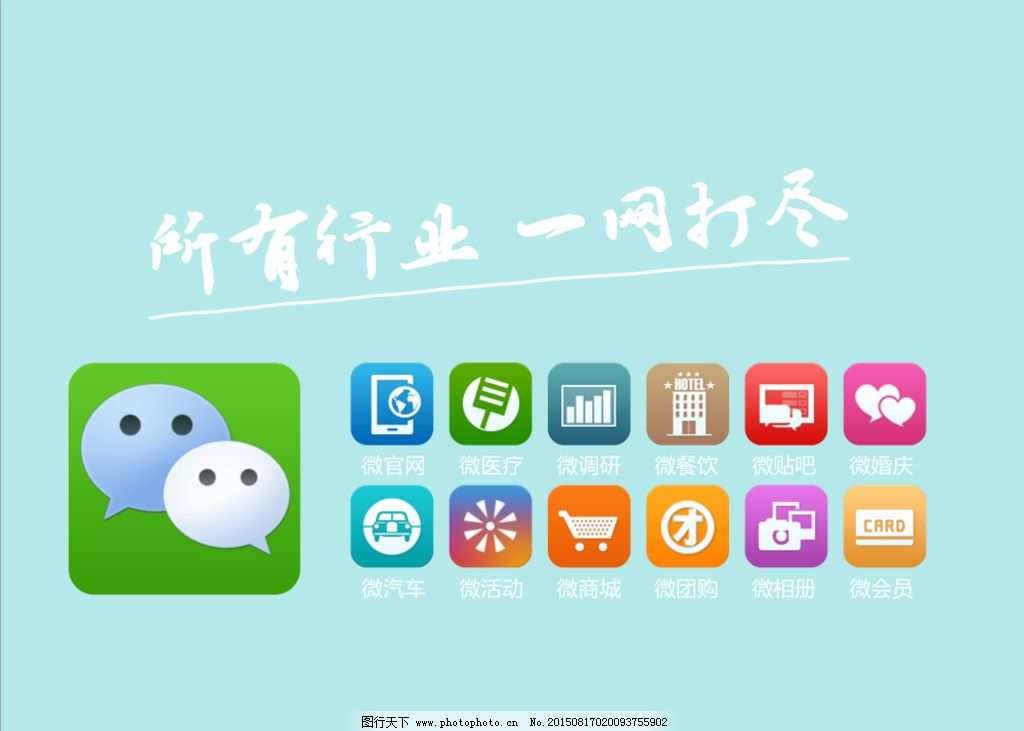 所有行业 一网打尽
HOTEL
微官网 微医疗 微调研 微餐饮 微贴吧 微婚庆
团 CARD
微汽车 微活动 微商城 微团购 微相册 微会员
图行天下 www.photophoto.cn No.20150817020093755902